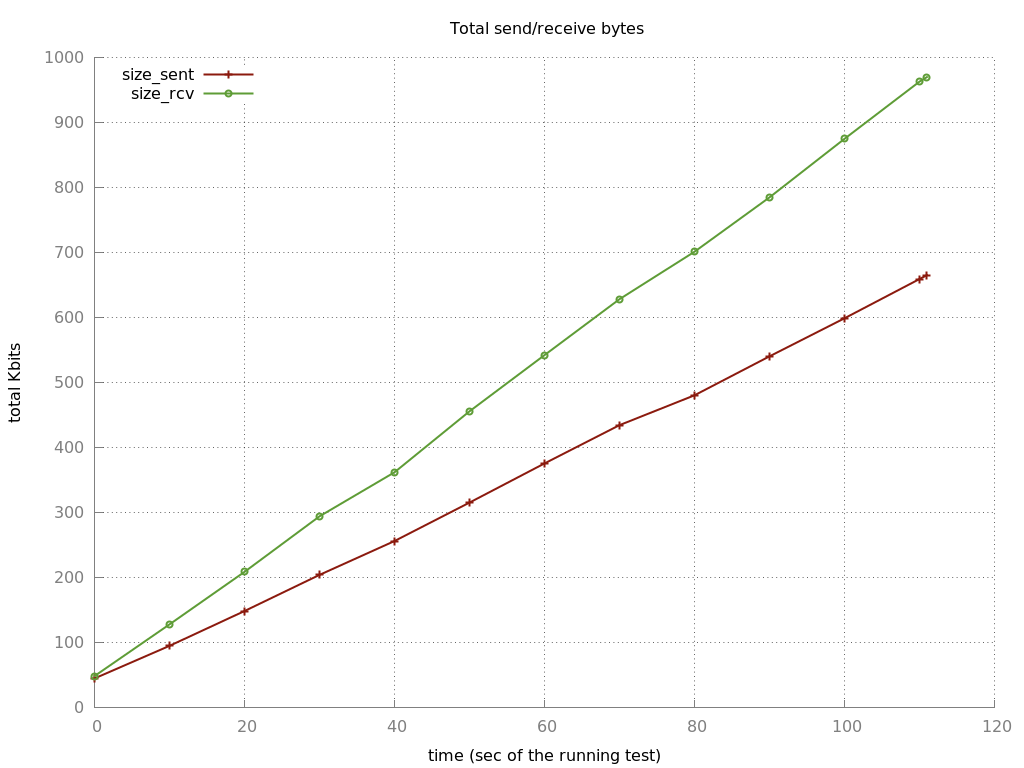 Total send/receive bytes
size_sent
size_rcv
1000
900
800
700
600
500
400
300
200
100
0
total Kbits
0 20 40 60 80 100 120
time (sec of the running test)